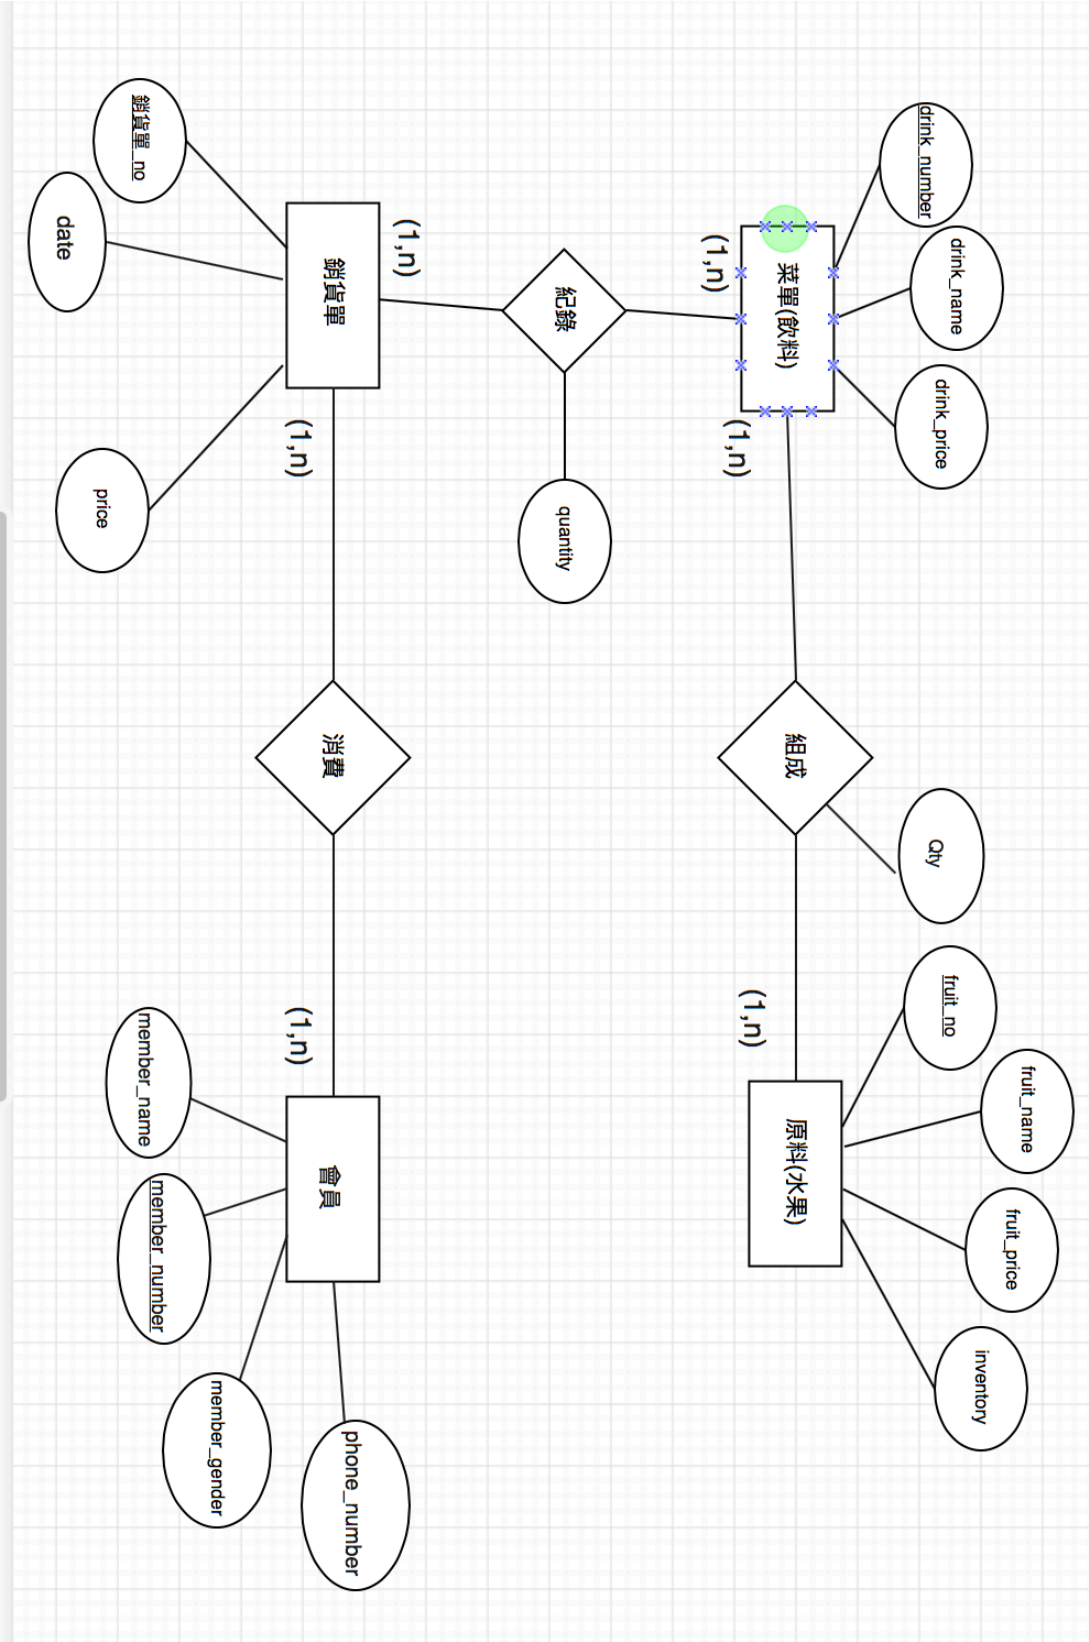 drink_number
drink_name
drink_price
菜單(飲料)
(1,n)
(1,n)
組成
Qty
(1,n)
原料(水果)
fruit_no
fruit_name
fruit_price
inventory
紀錄
quantity
(1,n)
銷貨單
(1,n)
銷貨單_no
date
price
消費
(1,n)
會員
member_name
member_number
member_gender
phone_number